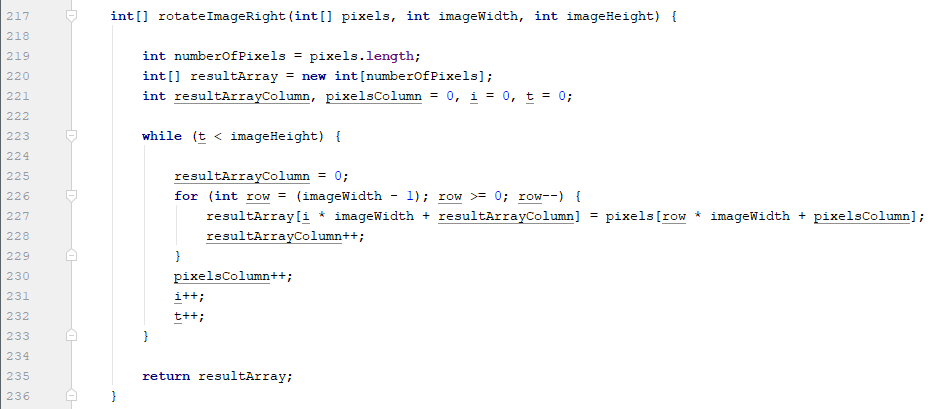 217 int[] rotateImageRight(int[] pixels, int imageWidth, int imageHeight) {
218
219 int numberOfPixels = pixels.length;
220 int[] resultArray = new int[numberOfPixels];
221 int resultArrayColumn, pixelsColumn = 0, i = 0, t = 0;
222
223 while (t < imageHeight) {
224
225 resultArrayColumn = 0;
226 for (int row = (imageWidth - 1); row >= 0; row--) {
227 resultArray[i * imageWidth + resultArrayColumn] = pixels[row * imageWidth + pixelsColumn];
228 resultArrayColumn++;
229 }
230 pixelsColumn++;
231 i++;
232 t++;
233 }
234
235 return resultArray;
236 }